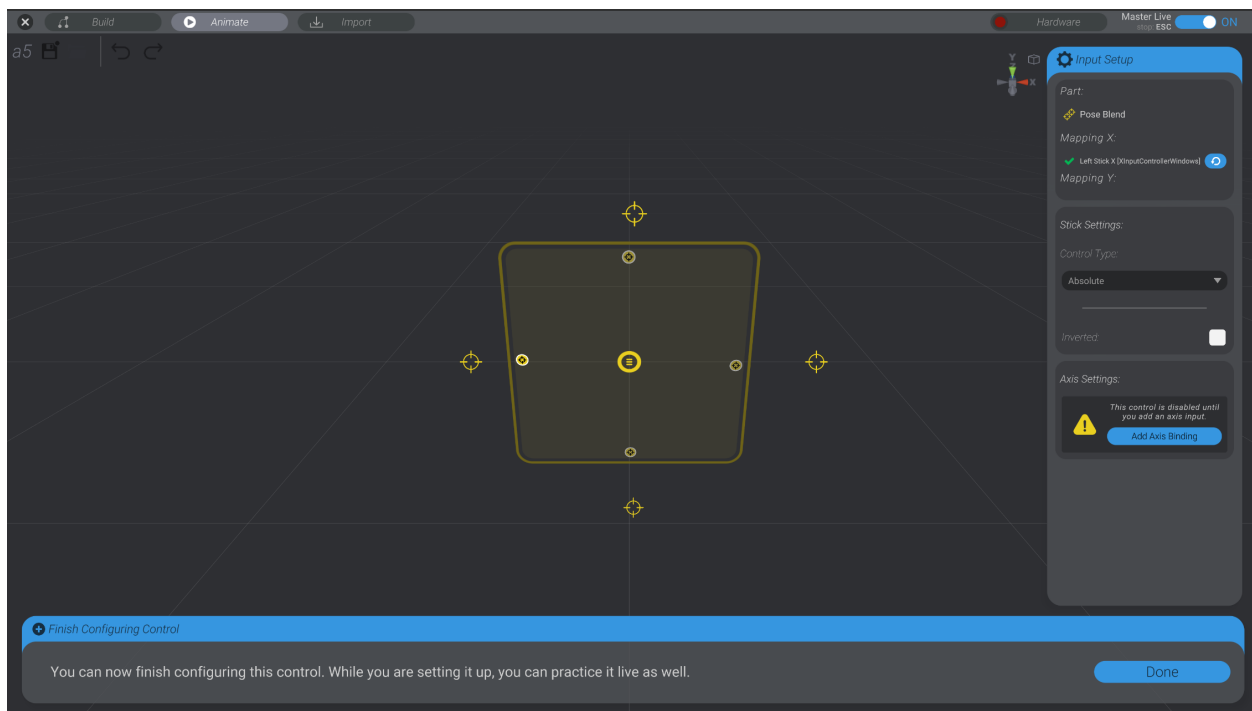 Build
Animate
Import
Hardware
Master Live
stop: ESC
ON
a5
Y
Z
X
Input Setup
Part:
Pose Blend
Mapping X:
Left Stick X [XInputControllerWindows]
Mapping Y:
Stick Settings:
Control Type:
Absolute
Inverted:
Axis Settings:
This control is disabled until
you add an axis input.
Add Axis Binding
Finish Configuring Control
You can now finish configuring this control. While you are setting it up, you can practice it live as well.
Done